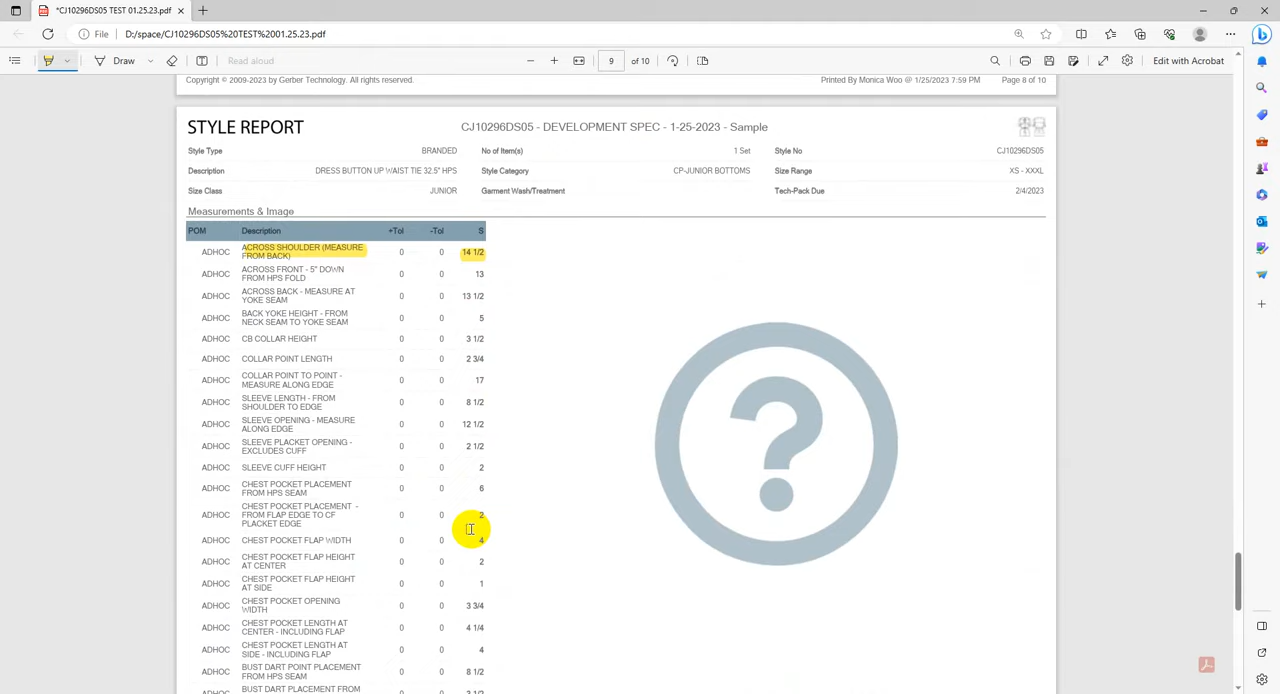 *CJ10296DS05 TEST 01.25.23.pdf
File D:/space/CJ10296DS05%20TEST%2001.25.23.pdf
Draw Read aloud 9 of 10 Edit with Acrobat
Copyright © 2009-2023 by Gerber Technology. All rights reserved. Printed By Monica Woo @ 1/25/2023 7:59 PM Page 8 of 10
STYLE REPORT CJ10296DS05 - DEVELOPMENT SPEC - 1-25-2023 - Sample
Style Type BRANDED No of Item(s) 1 Set Style No CJ10296DS05
Description DRESS BUTTON UP WAIST TIE 32.5" HPS Style Category CP-JUNIOR BOTTOMS Size Range XS - XXXL
Size Class JUNIOR Garment Wash/Treatment Tech-Pack Due 2/4/2023
Measurements & Image
POM Description +Tol -Tol S
ADHOC ACROSS SHOULDER (MEASURE 0 0 14 1/2
FROM BACK)
ADHOC ACROSS FRONT - 5" DOWN 0 0 13
FROM HPS FOLD
ADHOC ACROSS BACK - MEASURE AT 0 0 13 1/2
YOKE SEAM
ADHOC BACK YOKE HEIGHT - FROM 0 0 5
NECK SEAM TO YOKE SEAM
ADHOC CB COLLAR HEIGHT 0 0 3 1/2
ADHOC COLLAR POINT LENGTH 0 0 2 3/4
ADHOC COLLAR POINT TO POINT - 0 0 17
MEASURE ALONG EDGE
ADHOC SLEEVE LENGTH - FROM 0 0 8 1/2
SHOULDER TO EDGE
ADHOC SLEEVE OPENING - MEASURE 0 0 12 1/2
ALONG EDGE
ADHOC SLEEVE PLACKET OPENING - 0 0 2 1/2
EXCLUDES CUFF
ADHOC SLEEVE CUFF HEIGHT 0 0 2
ADHOC CHEST POCKET PLACEMENT 0 0 6
FROM HPS SEAM
CHEST POCKET PLACEMENT -
ADHOC FROM FLAP EDGE TO CF 0 0 2
PLACKET EDGE
ADHOC CHEST POCKET FLAP WIDTH 0 0 4
ADHOC CHEST POCKET FLAP HEIGHT 0 0 2
AT CENTER
ADHOC CHEST POCKET FLAP HEIGHT 0 0 1
AT SIDE
ADHOC CHEST POCKET OPENING 0 0 3 3/4
WIDTH
ADHOC CHEST POCKET LENGTH AT 0 0 4 1/4
CENTER - INCLUDING FLAP
ADHOC CHEST POCKET LENGTH AT 0 0 4
SIDE - INCLUDING FLAP
ADHOC BUST DART POINT PLACEMENT 0 0 8 1/2
FROM HPS SEAM
BUST DART PLACEMENT FROM